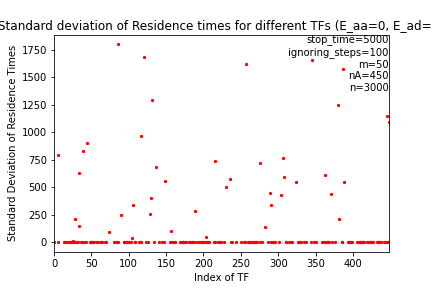 Standard deviation of Residence times for different TFs (E_aa=0, E_ad=
stop_time=5000
ignoring_steps=100
m=50
nA=450
n=3000
Standard Deviation of Residence Times
1750
1500
1250
1000
750
500
250
0
0 50 100 150 200 250 300 350 400
Index of TF